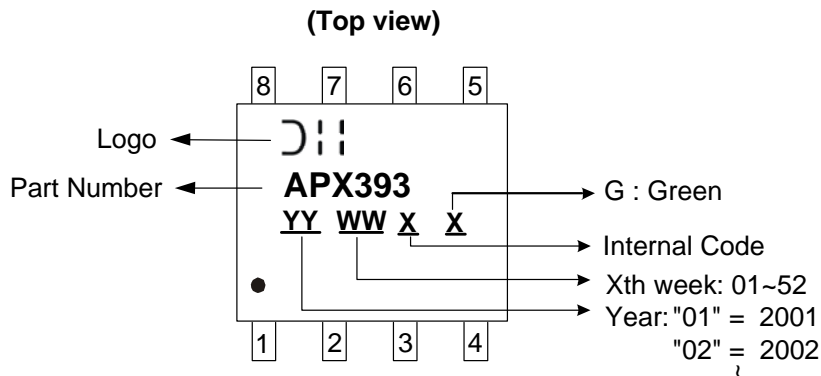 (Top view)
8 7 6 5
Logo
Part Number
APX393
YY WW X X
G : Green
Internal Code
Xth week: 01~52
Year: "01" = 2001
"02" = 2002
~
1 2 3 4